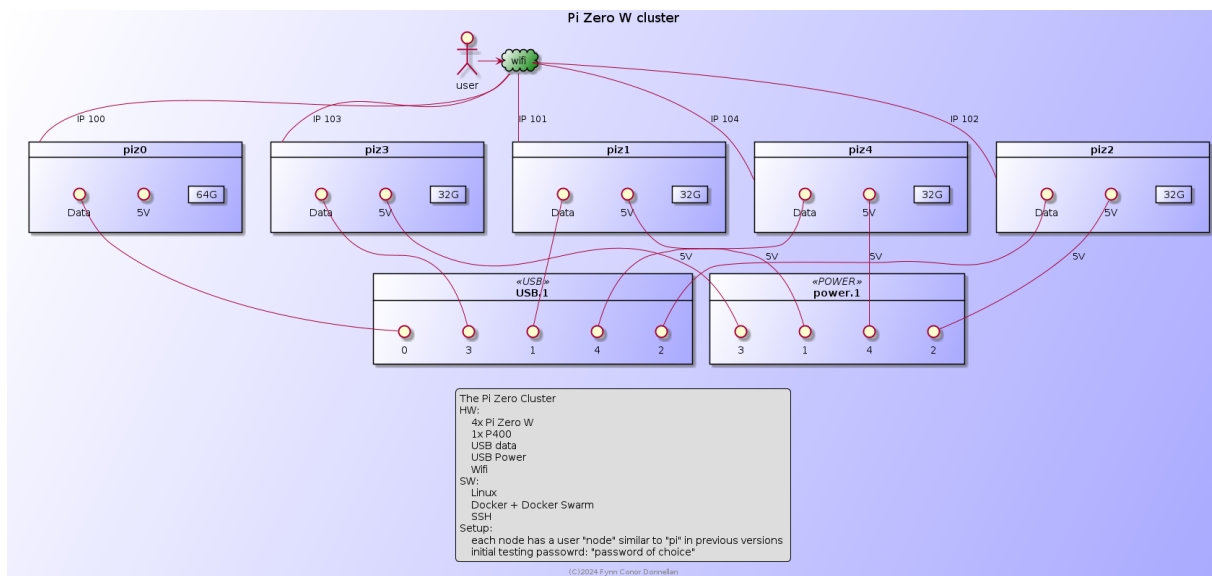 Pi Zero W cluster
wifi
user
IP 100
IP 103
IP 101
IP 104
IP 102
piz0
piz3
piz1
piz4
piz2
Data 5V 64G
Data 5V 32G
Data 5V 32G
Data 5V 32G
Data 5V 32G
5V
5V
5V
5V
«USB»
USB.1
0 3 1 4 2
«POWER»
power.1
3 1 4 2
The Pi Zero Cluster
HW:
4x Pi Zero W
1x P400
USB data
USB Power
Wifi
SW:
Linux
Docker + Docker Swarm
SSH
Setup:
each node has a user "node" similar to "pi" in previous versions
initial testing passowrd: "password of choice"
(C)2024 Fynn Conor Donnellan